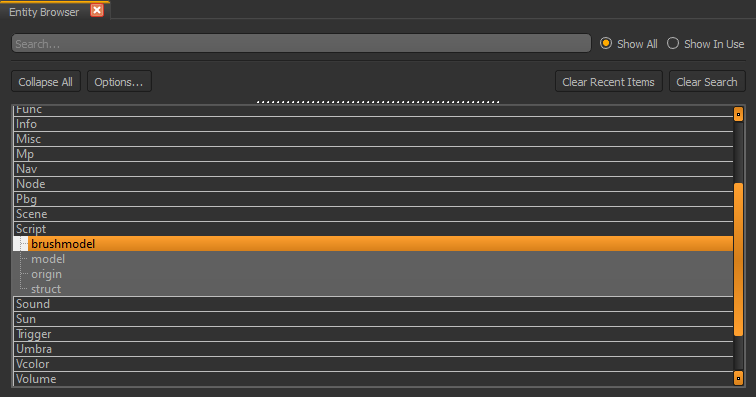 Entity Browser
Search... Show All Show In Use
Collapse All Options... Clear Recent Items Clear Search
Func
Info
Misc
Mp
Nav
Node
Pbg
Scene
Script
brushmodel
model
origin
struct
Sound
Sun
Trigger
Umbra
Vcolor
Volume